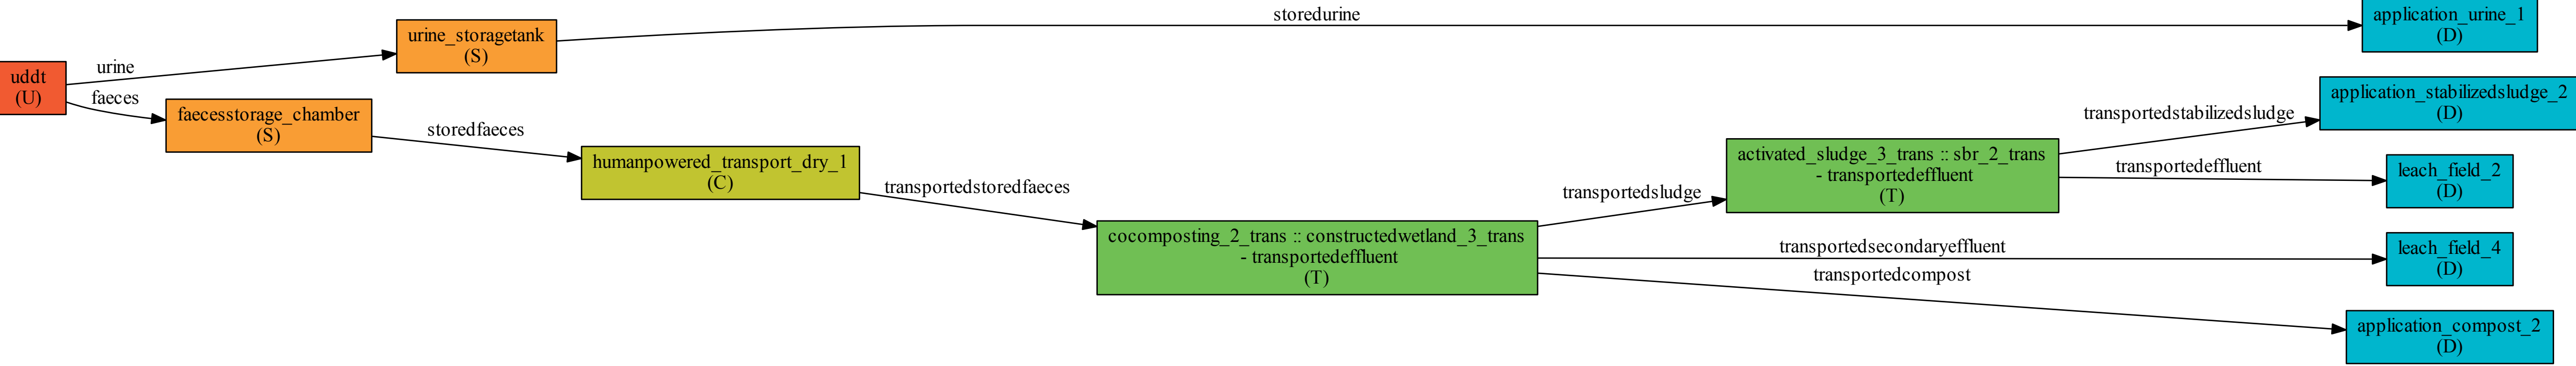 uddt
(U)
urine
faeces
urine_storagetank
(S)
faecesstorage_chamber
(S)
storedurine
storedfaeces
humanpowered_transport_dry_1
(C)
transportedstoredfaeces
cocomposting_2_trans :: constructedwetland_3_trans
- transportedeffluent
(T)
transportedsludge
activated_sludge_3_trans :: sbr_2_trans
- transportedeffluent
(T)
transportedsecondaryeffluent
transportedcompost
transportedstabilizedsludge
transportedeffluent
application_urine_1
(D)
application_stabilizedsludge_2
(D)
leach_field_2
(D)
leach_field_4
(D)
application_compost_2
(D)